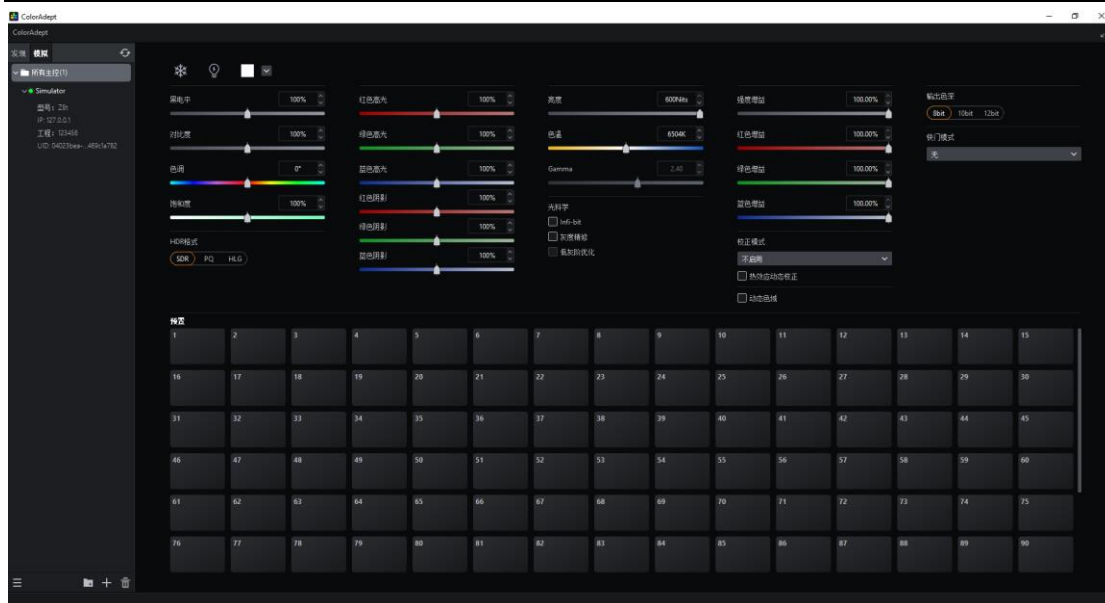 ColorAdept
ColorAdept
发现 模拟
所有主控(1)
Simulator
型号: Z8t
IP: 127.0.0.1
工程: 123456
UID: 04023bea-...469c1a782
黑电平 100%
对比度 100%
色调 0°
饱和度 100%
HDR格式
SDR PQ HLG
红色高光 100%
绿色高光 100%
蓝色高光 100%
红色阴影 100%
绿色阴影 100%
蓝色阴影 100%
亮度 600Nits
色温 6504K
Gamma 2.40
光科学
Infi-bit
灰度精修
低灰阶优化
强度增益 100.00%
红色增益 100.00%
绿色增益 100.00%
蓝色增益 100.00%
校正模式
不启用
热效应动态校正
动态色域
输出色深
8bit 10bit 12bit
快门模式
无
预置
1 2 3 4 5 6 7 8 9 10 11 12 13 14 15
16 17 18 19 20 21 22 23 24 25 26 27 28 29 30
31 32 33 34 35 36 37 38 39 40 41 42 43 44 45
46 47 48 49 50 51 52 53 54 55 56 57 58 59 60
61 62 63 64 65 66 67 68 69 70 71 72 73 74 75
76 77 78 79 80 81 82 83 84 85 86 87 88 89 90